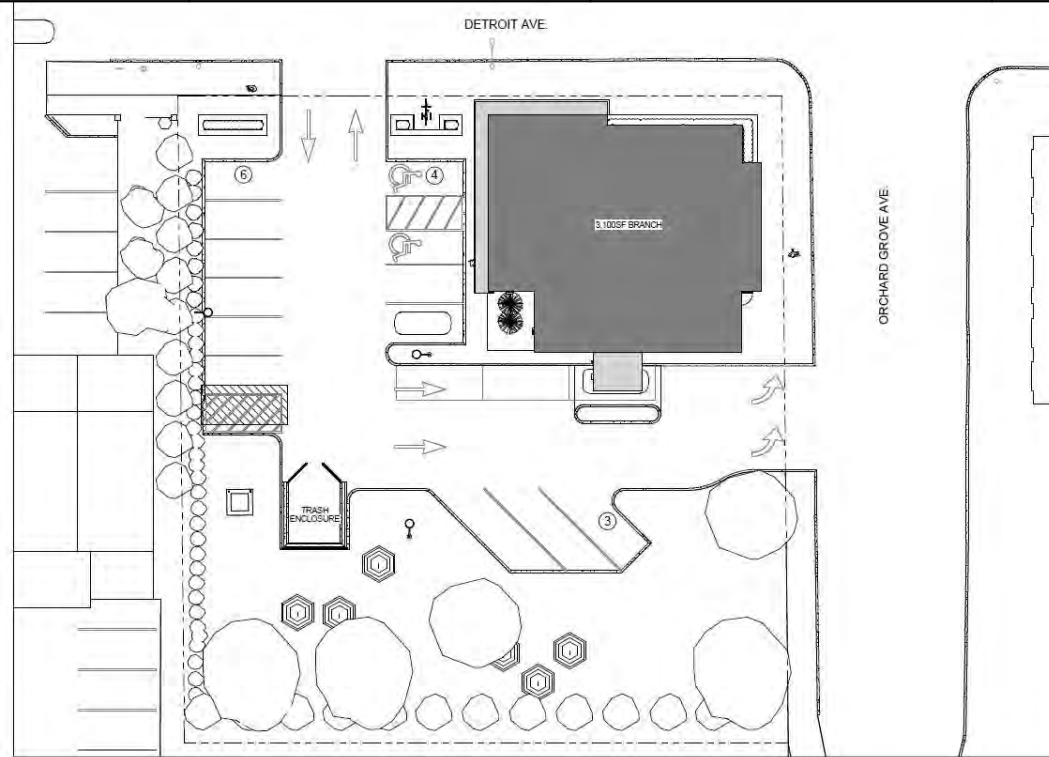 DETROIT AVE.
6
4
3,100SF BRANCH
ORCHARD GROVE AVE.
TRASH
ENCLOSURE
3